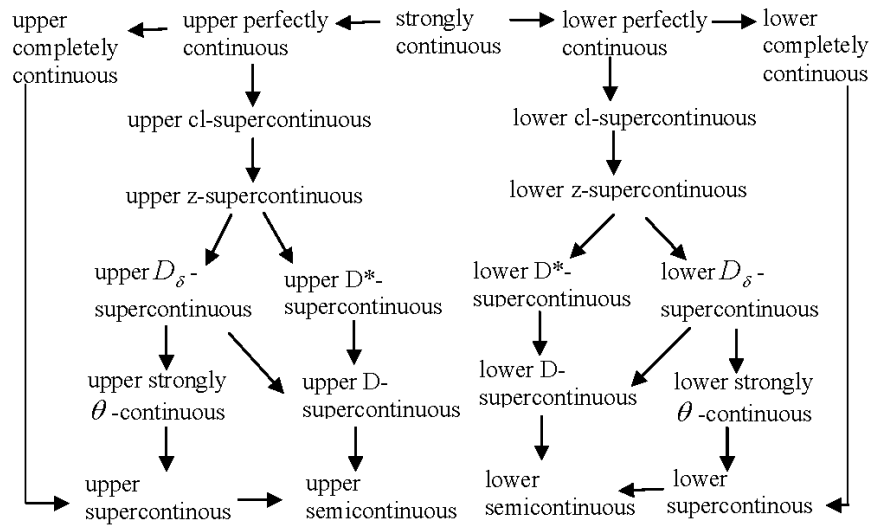 upper
completely
continuous
upper perfectly
continuous
strongly
continuous
lower perfectly
continuous
lower
completely
continuous
upper cl-supercontinuous
lower cl-supercontinuous
upper z-supercontinuous
lower z-supercontinuous
upper D_δ-
supercontinuous
upper D*-
supercontinuous
lower D*-
supercontinuous
lower D_δ-
supercontinuous
upper strongly
θ-continuous
upper D-
supercontinuous
lower D-
supercontinuous
lower strongly
θ-continuous
upper
supercontinous
upper
semicontinuous
lower
semicontinuous
lower
supercontinous